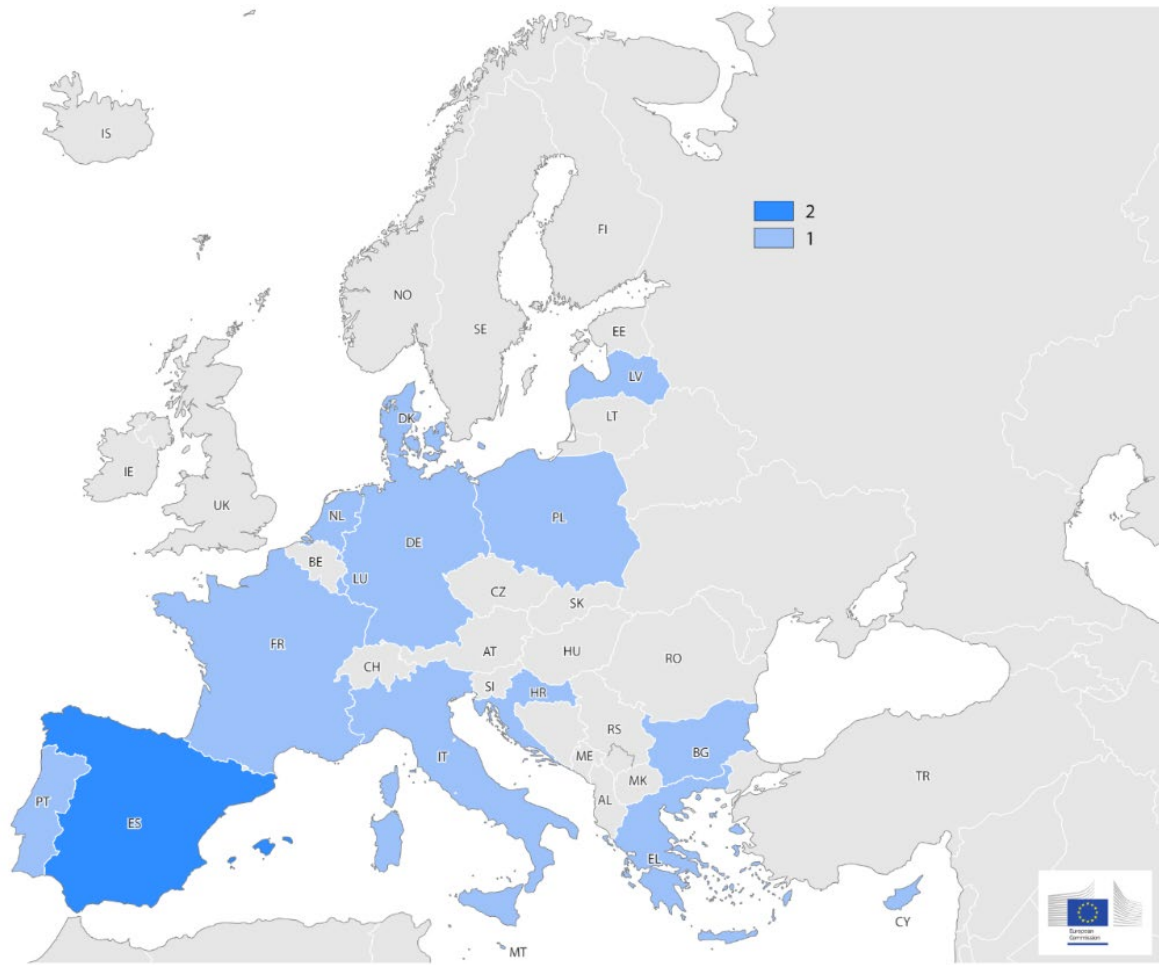 IS
FI
2
1
NO
SE
EE
LV
LT
DK
IE
UK
NL
PL
DE
BE
LU
CZ
SK
FR
CH
AT
HU
RO
SI
HR
RS
BG
IT
ME
MK
AL
PT
ES
TR
EL
CY
MT
European
Commission